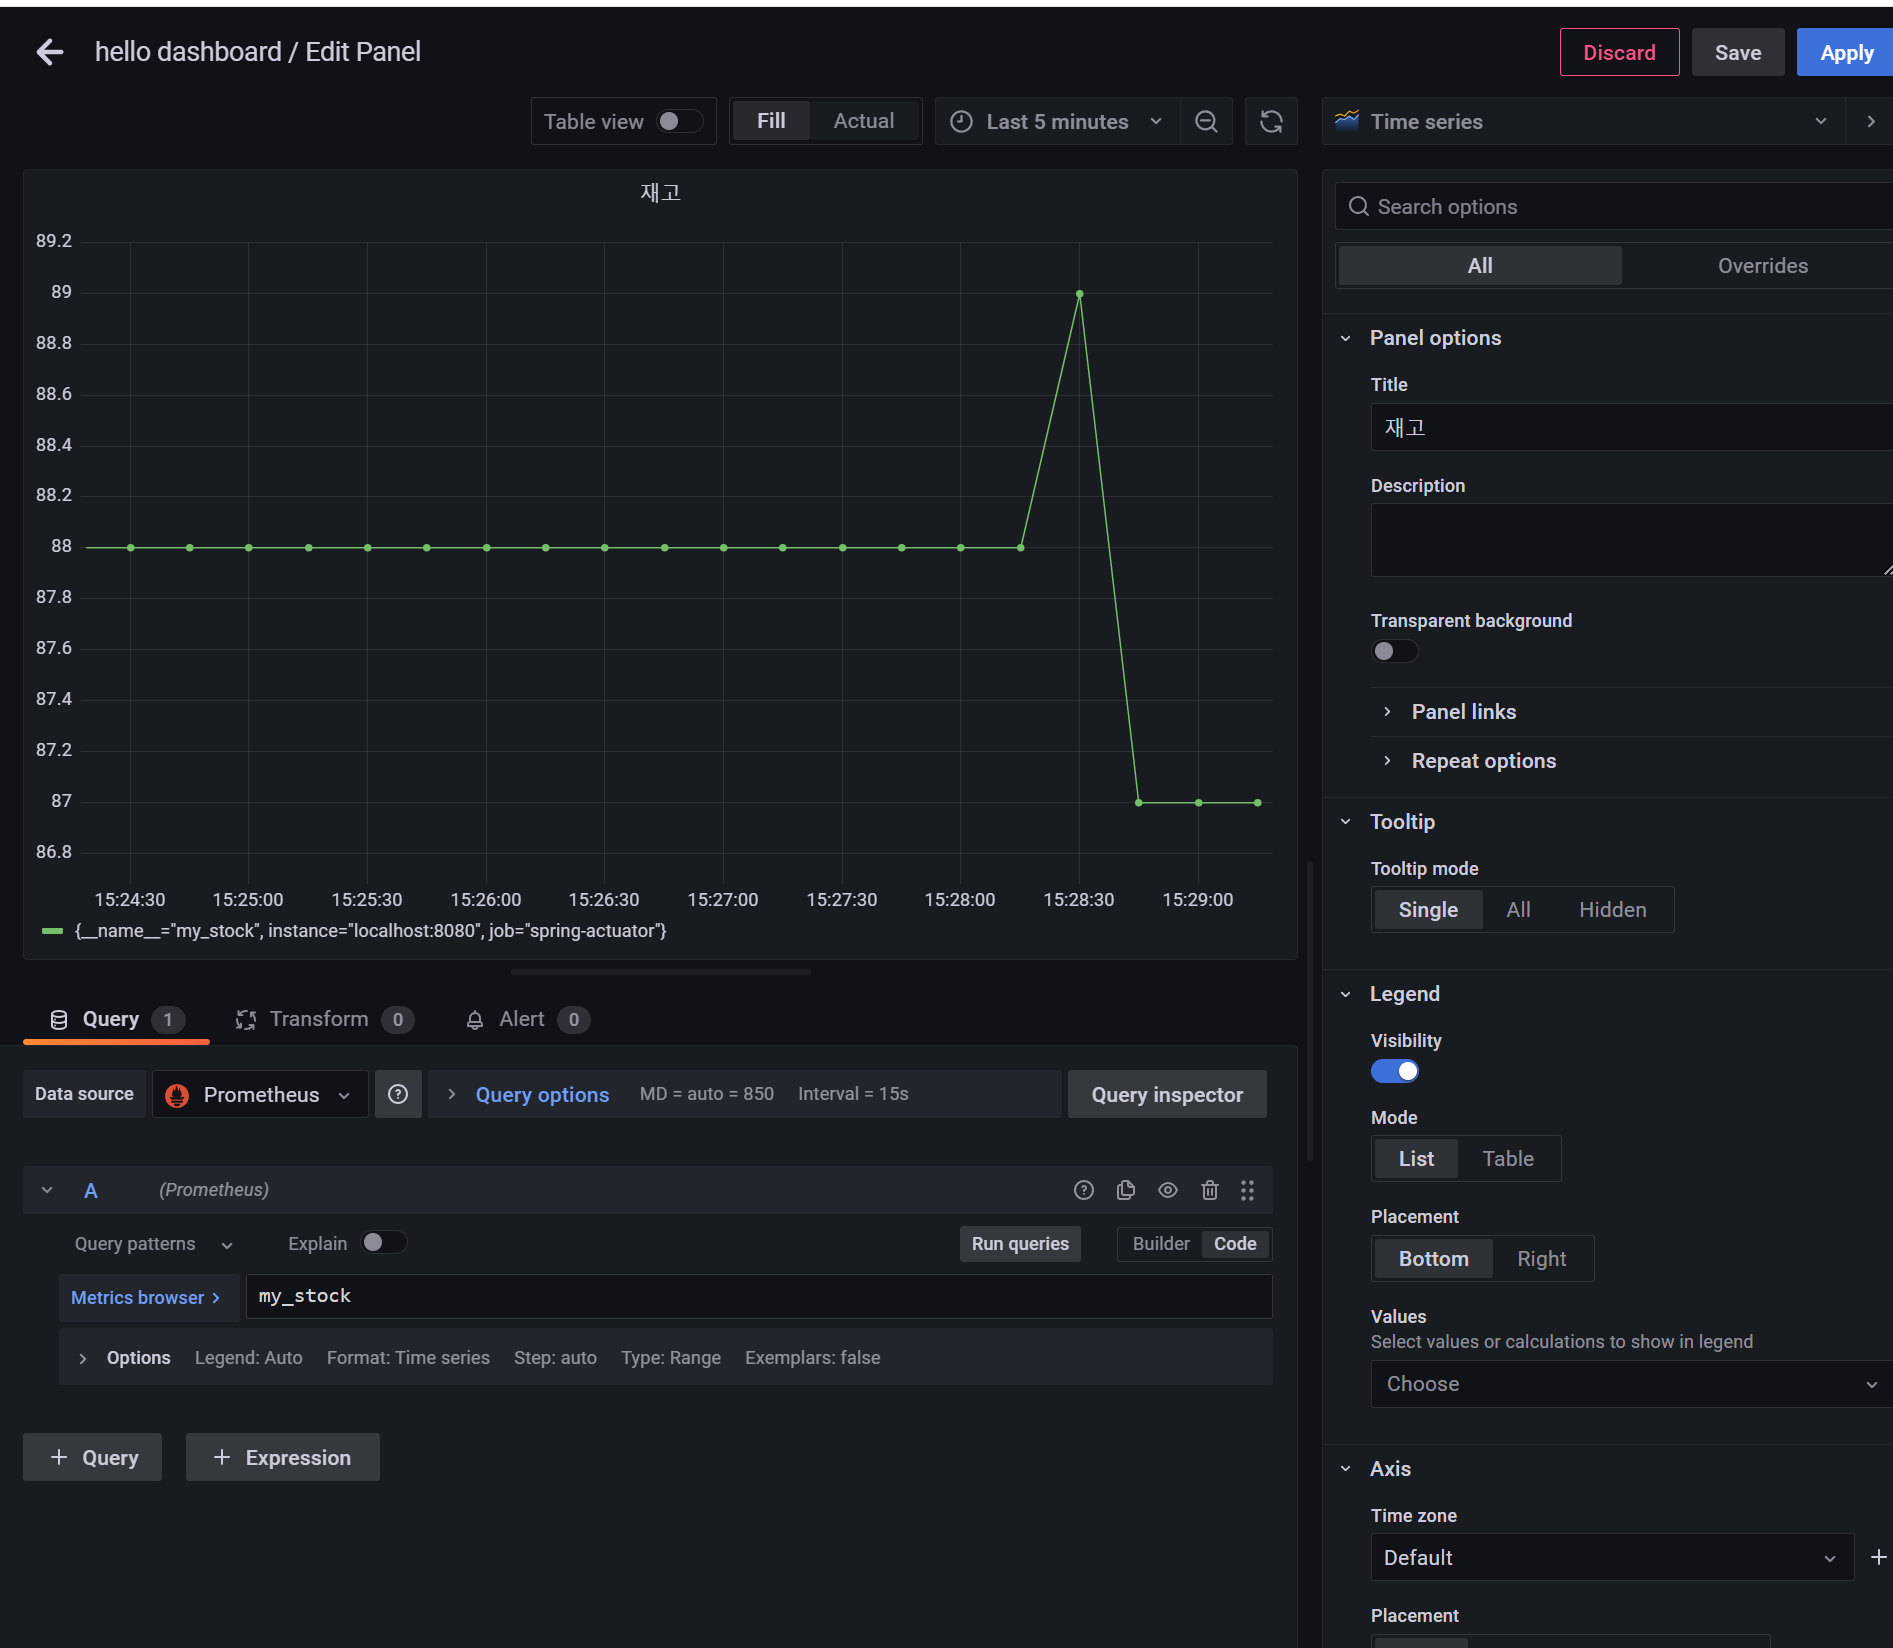 hello dashboard / Edit Panel
Discard
Save
Apply
Table view
Fill
Actual
Last 5 minutes
Time series
재고
89.2
89
88.8
88.6
88.4
88.2
88
87.8
87.6
87.4
87.2
87
86.8
15:24:30 15:25:00 15:25:30 15:26:00 15:26:30 15:27:00 15:27:30 15:28:00 15:28:30 15:29:00
{__name__="my_stock", instance="localhost:8080", job="spring-actuator"}
Query 1
Transform 0
Alert 0
Data source
Prometheus
Query options MD = auto = 850 Interval = 15s
Query inspector
A (Prometheus)
Query patterns
Explain
Run queries
Builder
Code
Metrics browser >
my_stock
Options Legend: Auto Format: Time series Step: auto Type: Range Exemplars: false
+ Query
+ Expression
Search options
All
Overrides
Panel options
Title
재고
Description
Transparent background
Panel links
Repeat options
Tooltip
Tooltip mode
Single All Hidden
Legend
Visibility
Mode
List Table
Placement
Bottom Right
Values
Select values or calculations to show in legend
Choose
Axis
Time zone
Default
Placement